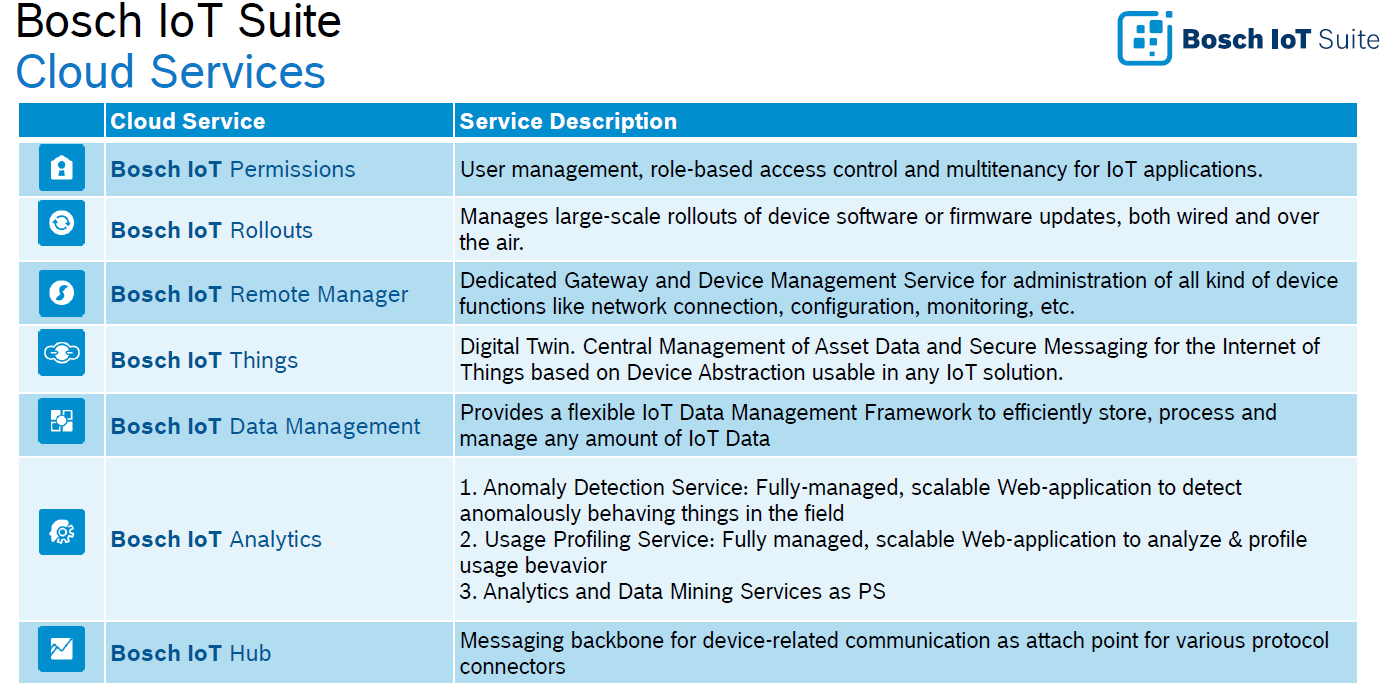 Bosch IoT Suite
Cloud Services
Bosch IoT Suite
Cloud Service
Service Description
Bosch IoT Permissions
User management, role-based access control and multitenancy for IoT applications.
Bosch IoT Rollouts
Manages large-scale rollouts of device software or firmware updates, both wired and over
the air.
Bosch IoT Remote Manager
Dedicated Gateway and Device Management Service for administration of all kind of device
functions like network connection, configuration, monitoring, etc.
Bosch IoT Things
Digital Twin. Central Management of Asset Data and Secure Messaging for the Internet of
Things based on Device Abstraction usable in any IoT solution.
Bosch IoT Data Management
Provides a flexible IoT Data Management Framework to efficiently store, process and
manage any amount of IoT Data
Bosch IoT Analytics
1. Anomaly Detection Service: Fully-managed, scalable Web-application to detect
anomalously behaving things in the field
2. Usage Profiling Service: Fully managed, scalable Web-application to analyze & profile
usage bevavior
3. Analytics and Data Mining Services as PS
Bosch IoT Hub
Messaging backbone for device-related communication as attach point for various protocol
connectors